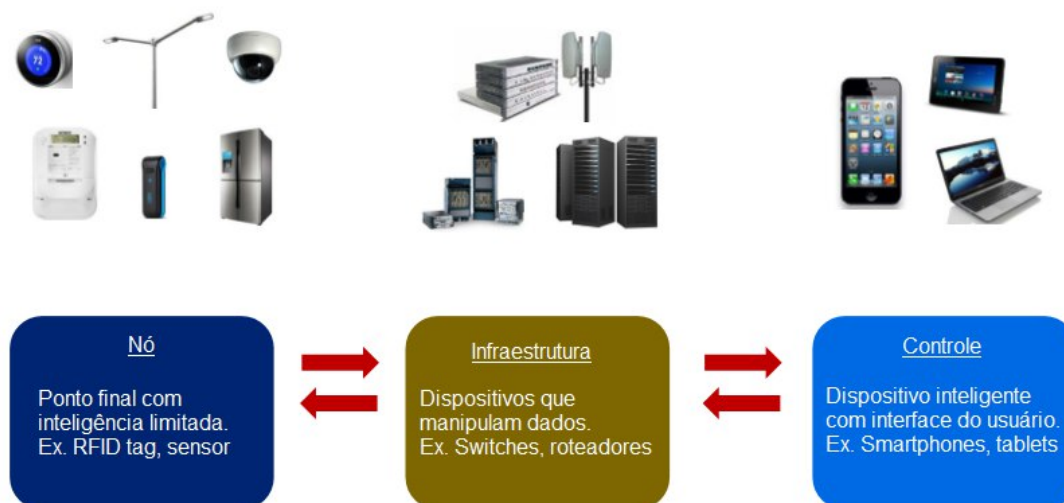 72
Nó
Ponto final com
inteligência limitada.
Ex. RFID tag, sensor
Infraestrutura
Dispositivos que
manipulam dados.
Ex. Switches, roteadores
Controle
Dispositivo inteligente
com interface do usuário.
Ex. Smartphones, tablets